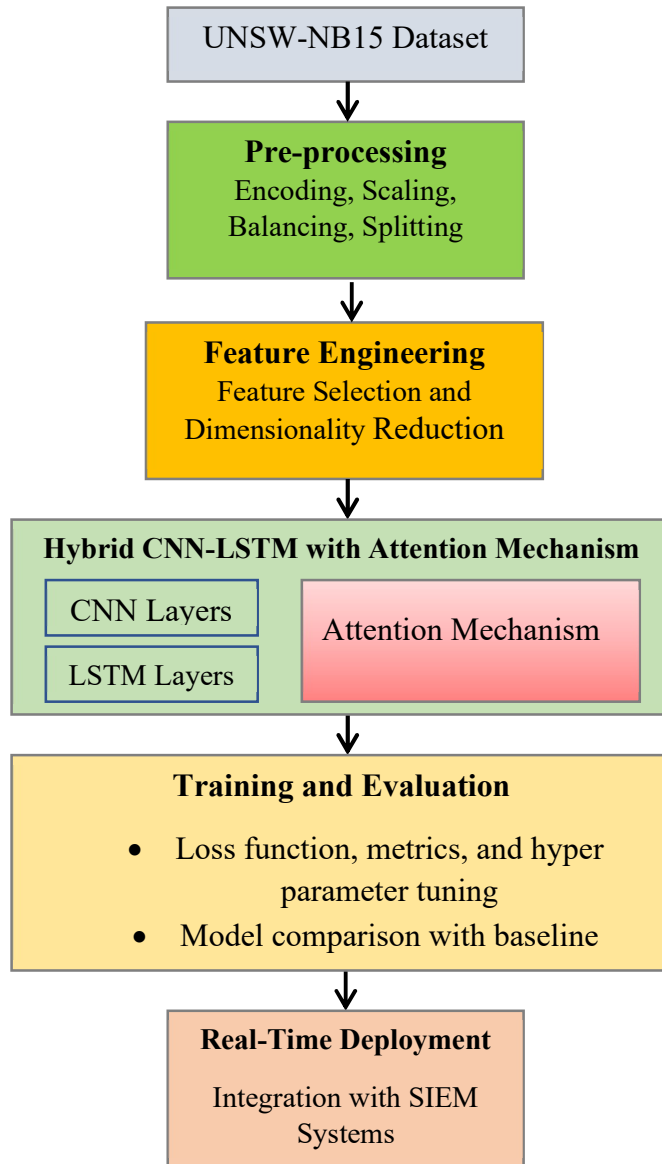 UNSW-NB15 Dataset
Pre-processing
Encoding, Scaling,
Balancing, Splitting
Feature Engineering
Feature Selection and
Dimensionality Reduction
Hybrid CNN-LSTM with Attention Mechanism
CNN Layers
LSTM Layers
Attention Mechanism
Training and Evaluation
• Loss function, metrics, and hyper
parameter tuning
• Model comparison with baseline
Real-Time Deployment
Integration with SIEM
Systems